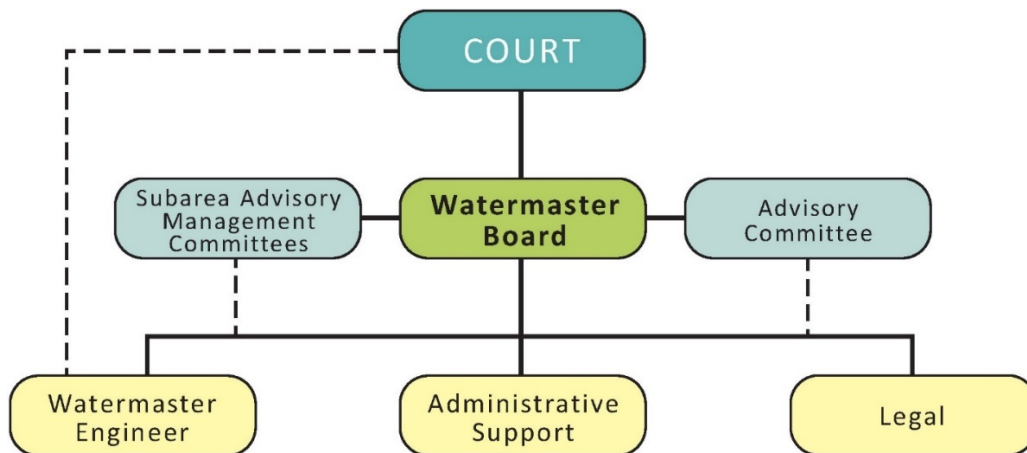 COURT
Subarea Advisory
Management
Committees
Watermaster
Board
Advisory
Committee
Watermaster
Engineer
Administrative
Support
Legal